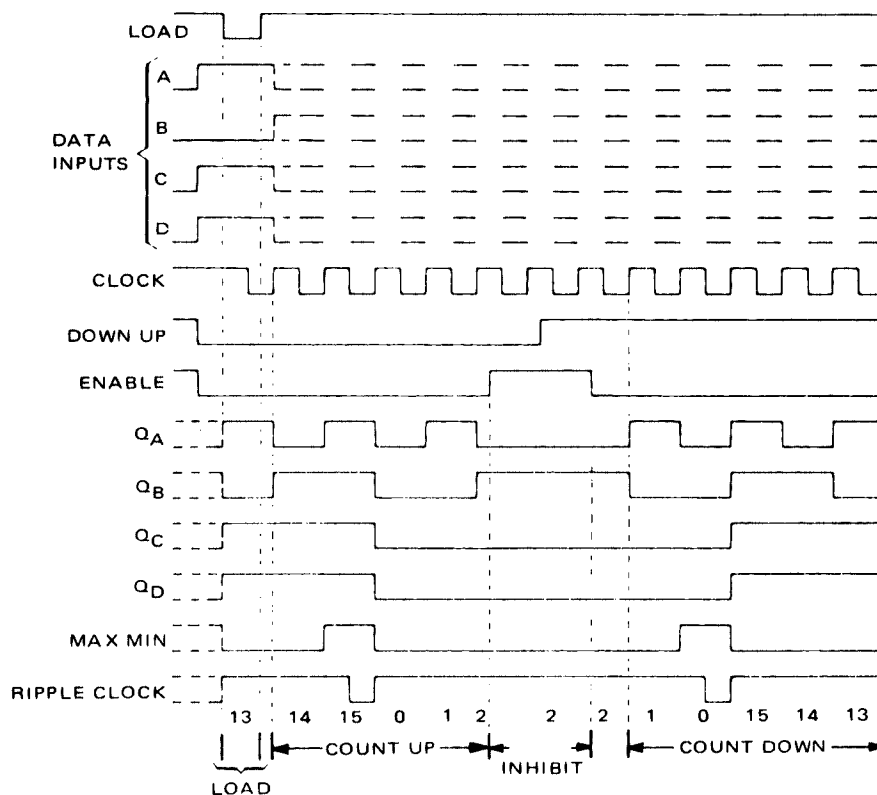 LOAD
A
B
DATA
INPUTS
C
D
CLOCK
DOWN UP
ENABLE
QA
QB
QC
QD
MAX MIN
RIPPLE CLOCK
13 14 15 0 1 2 2 2 1 0 15 14 13
COUNT UP COUNT DOWN
INHIBIT
LOAD